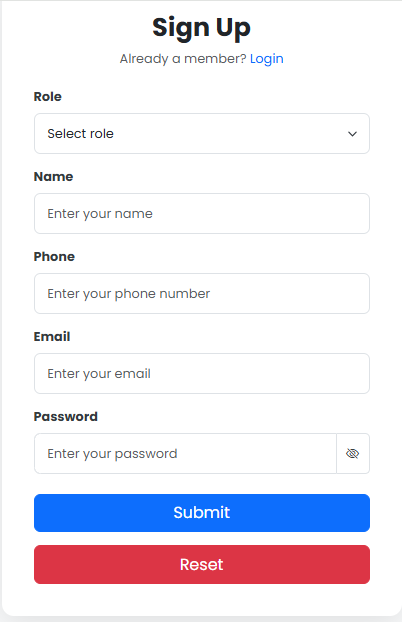 Sign Up
Already a member? Login
Role
Select role
Name
Enter your name
Phone
Enter your phone number
Email
Enter your email
Password
Enter your password
Submit
Reset